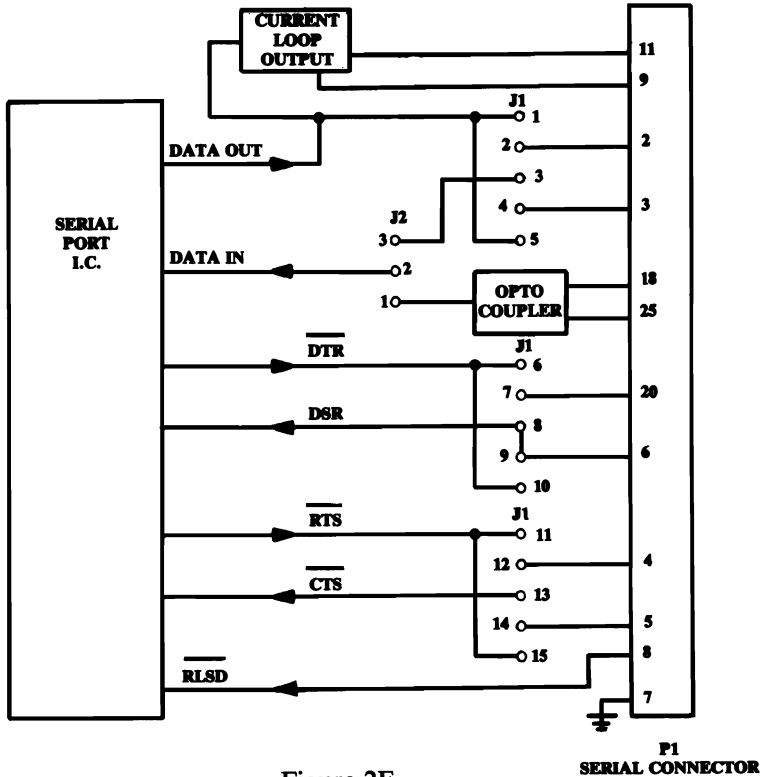 CURRENT
LOOP
OUTPUT
11
9
J1
1
2
2
DATA OUT
3
4
3
J2
3
5
SERIAL
PORT
I.C.
DATA IN
2
1
OPTO
COUPLER
18
25
DTR
J1
6
7
20
DSR
8
9
6
10
RTS
J1
11
12
4
CTS
13
14
5
15
8
RLSD
7
P1
SERIAL CONNECTOR